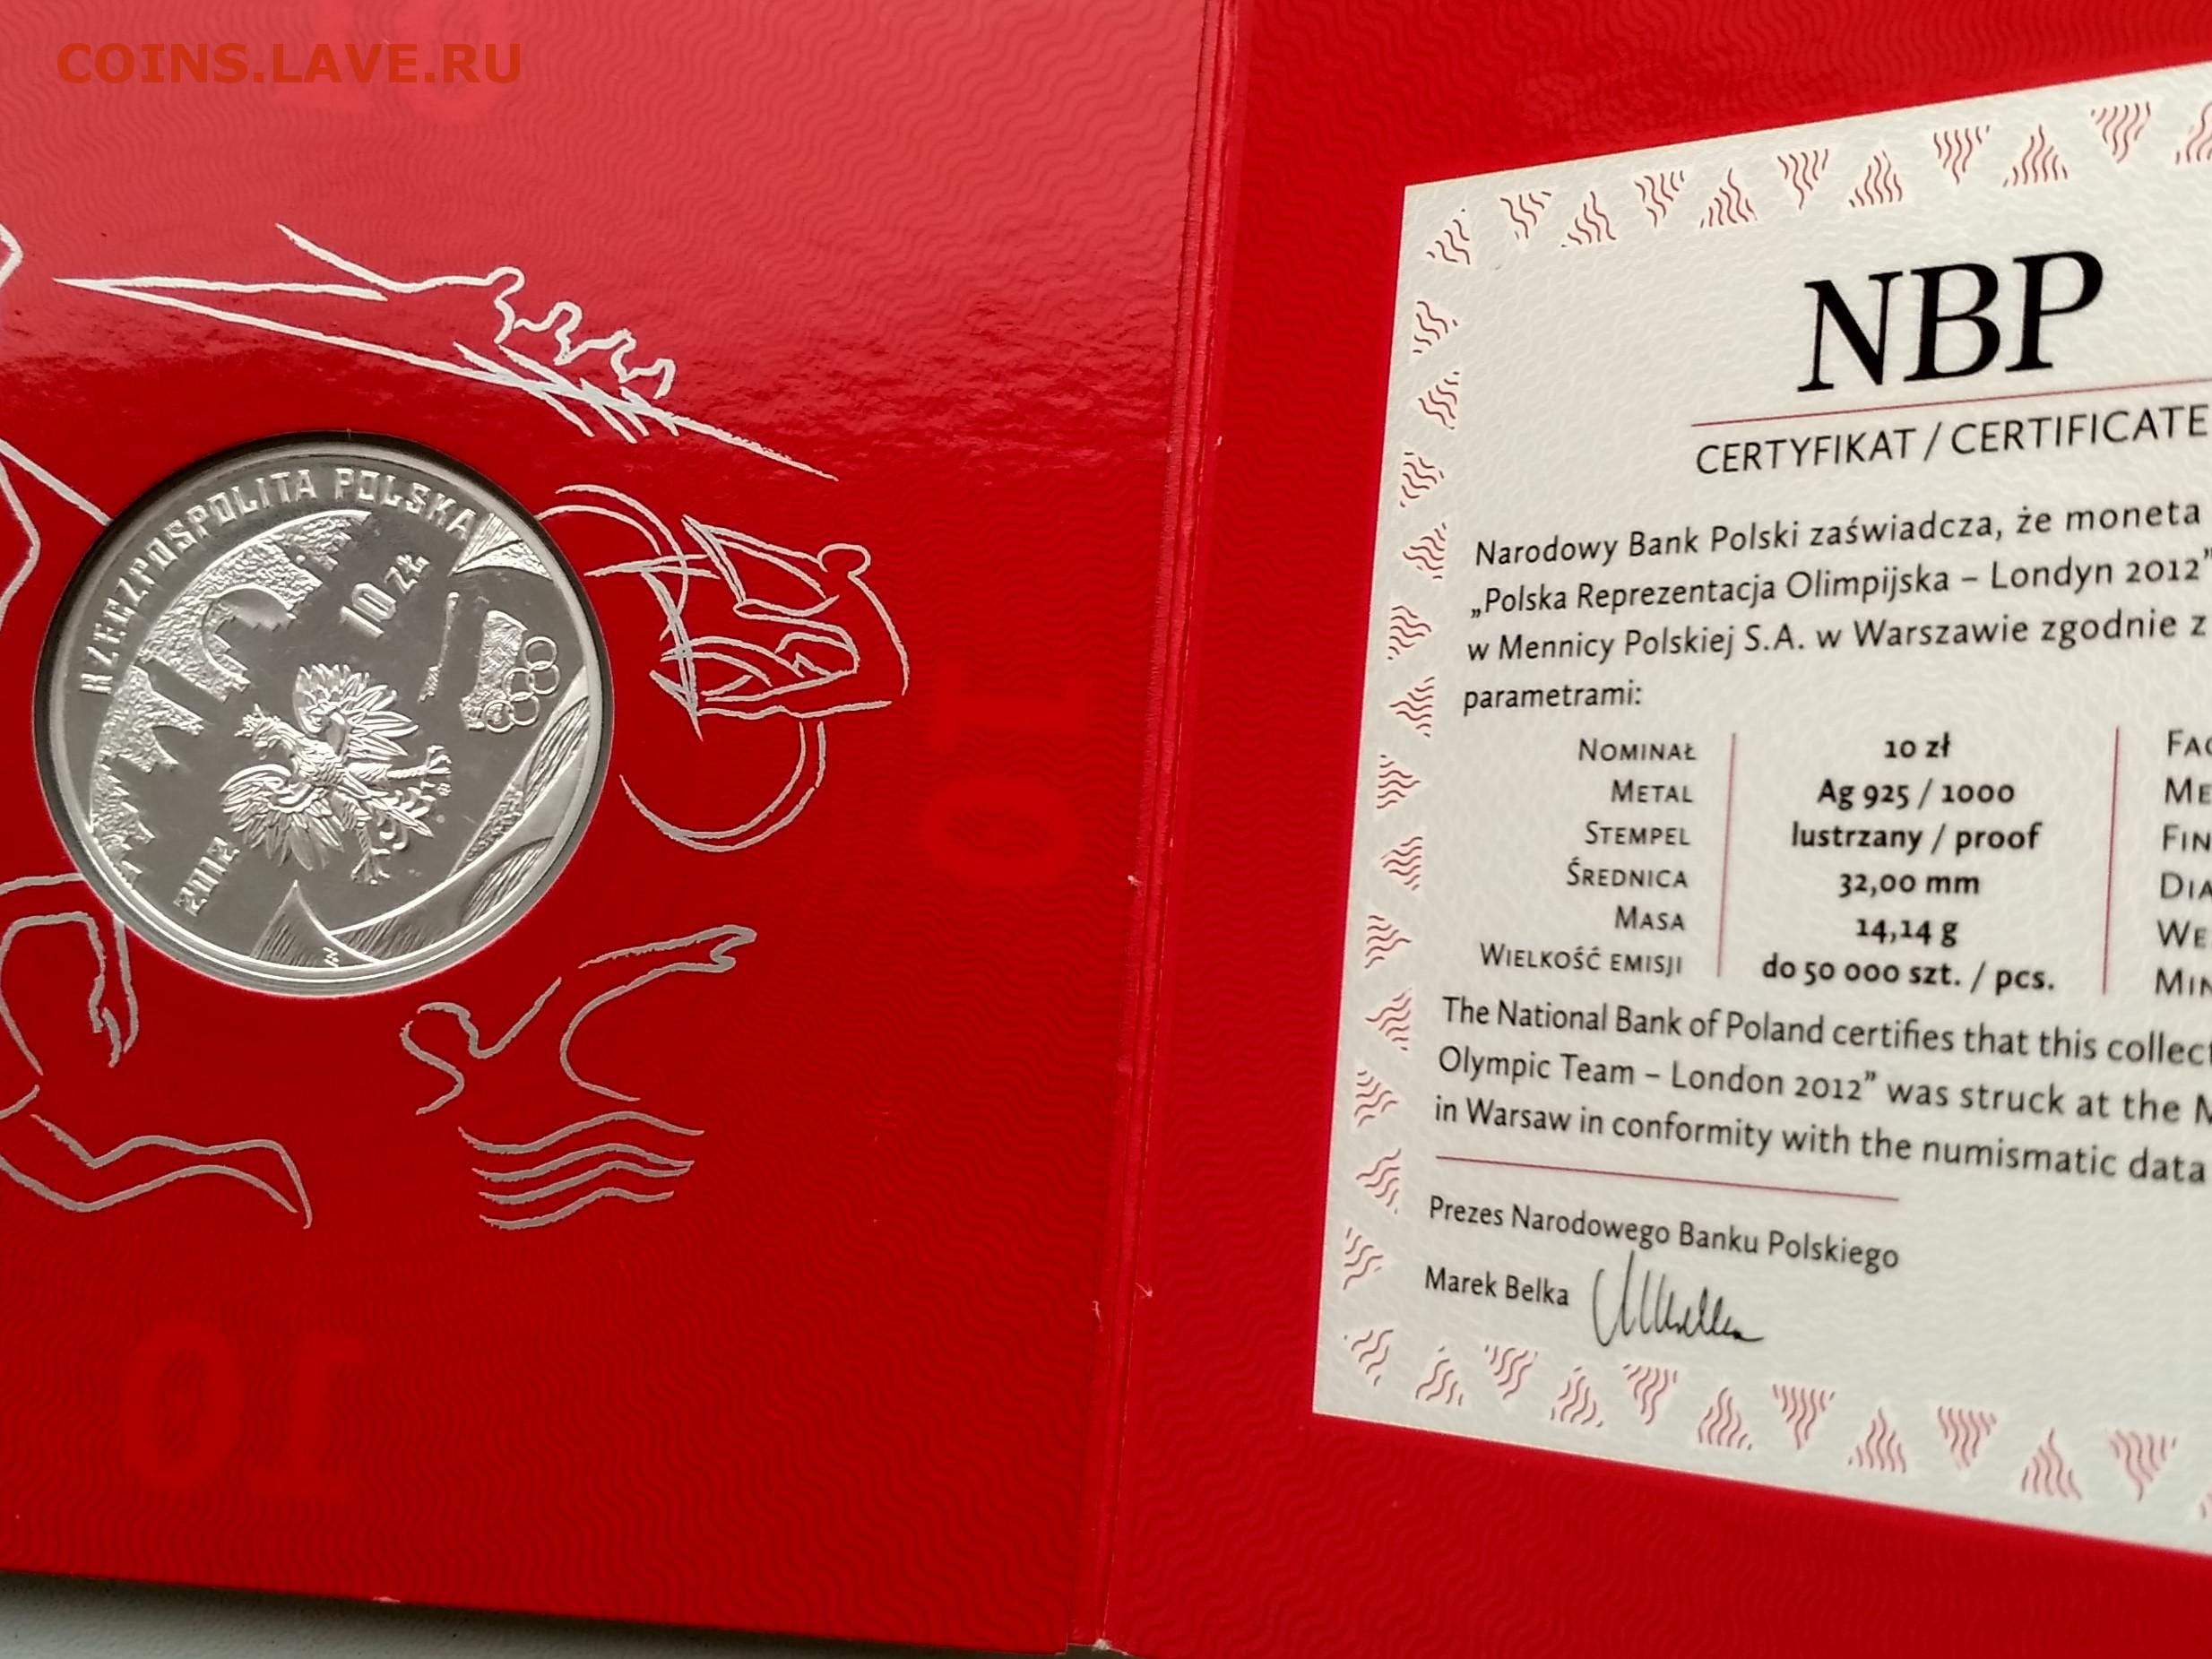 COINS.LAVE.RU
RZECZPOSPOLITA POLSKA
10 ZŁ
2012
10
10
NBP
CERTYFIKAT / CERTIFICATE
Narodowy Bank Polski zaświadcza, że moneta
„Polska Reprezentacja Olimpijska – Londyn 2012”
w Mennicy Polskiej S.A. w Warszawie zgodnie z
parametrami:
NOMINAŁ 10 zł
METAL Ag 925 / 1000
STEMPEL lustrzany / proof
ŚREDNICA 32,00 mm
MASA 14,14 g
WIELKOŚĆ EMISJI do 50 000 szt. / pcs.
The National Bank of Poland certifies that this
Olympic Team – London 2012” was struck at the
in Warsaw in conformity with the numismatic data
Prezes Narodowego Banku Polskiego
Marek Belka